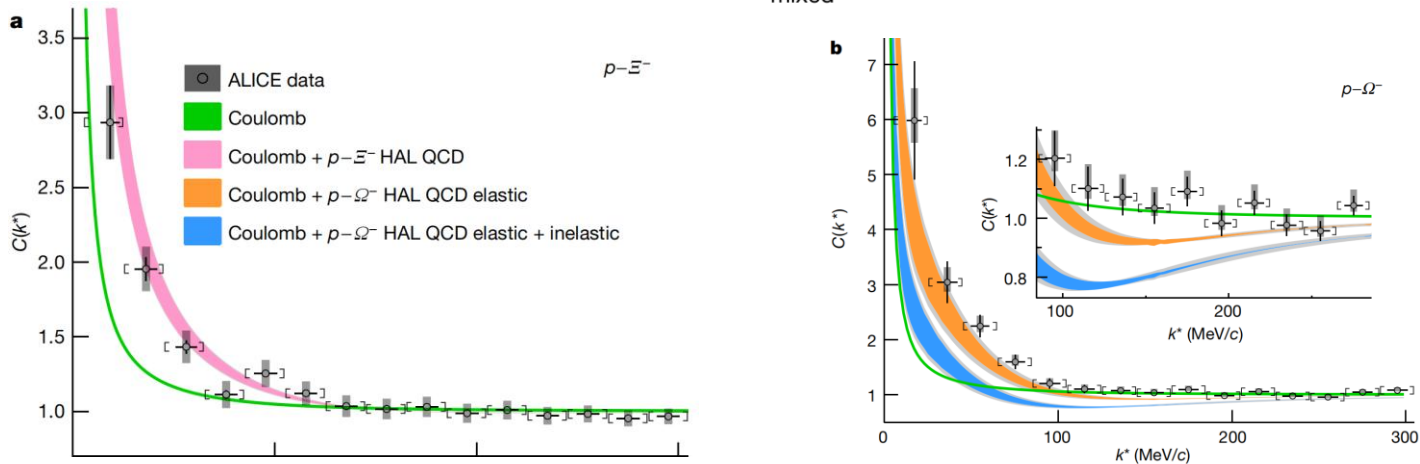 mixed
a
3.5
3.0
2.5
2.0
1.5
1.0
C(k*)
p–Ξ⁻
ALICE data
Coulomb
Coulomb + p–Ξ⁻ HAL QCD
Coulomb + p–Ω⁻ HAL QCD elastic
Coulomb + p–Ω⁻ HAL QCD elastic + inelastic
b
7
6
5
4
3
2
1
C(k*)
p–Ω⁻
1.2
1.0
0.8
C(k*)
100 200
k* (MeV/c)
0 100 200 300
k* (MeV/c)